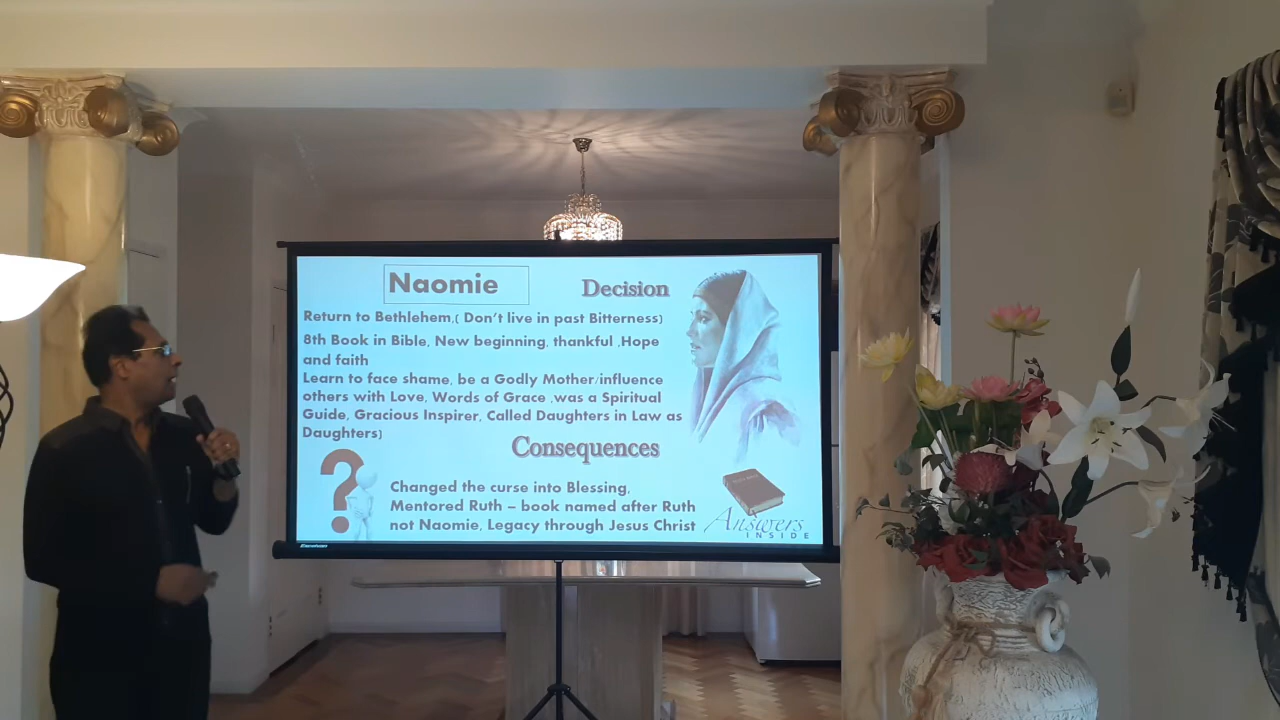 Naomie
Decision
Return to Bethlehem,( Don't live in past Bitterness)
8th Book in Bible, New beginning, thankful ,Hope
and faith
Learn to face shame, be a Godly Mother/influence
others with Love, Words of Grace ,was a Spiritual
Guide, Gracious Inspirer, Called Daughters in Law as
Daughters)
Consequences
?
Changed the curse into Blessing,
Mentored Ruth – book named after Ruth
not Naomie, Legacy through Jesus Christ
Answers
INSIDE